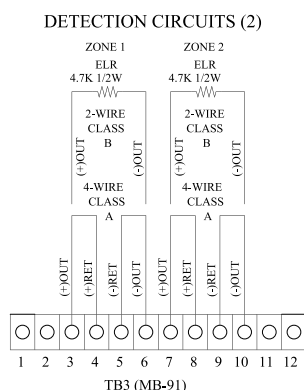 DETECTION CIRCUITS (2)
ZONE 1 ZONE 2
ELR ELR
4.7K 1/2W 4.7K 1/2W
2-WIRE 2-WIRE
CLASS CLASS
B B
(+)OUT (-)OUT (+)OUT (-)OUT
4-WIRE 4-WIRE
CLASS CLASS
A A
(+)OUT (+)RET (-)RET (-)OUT (+)OUT (+)RET (-)RET (-)OUT
1 2 3 4 5 6 7 8 9 10 11 12
TB3 (MB-91)